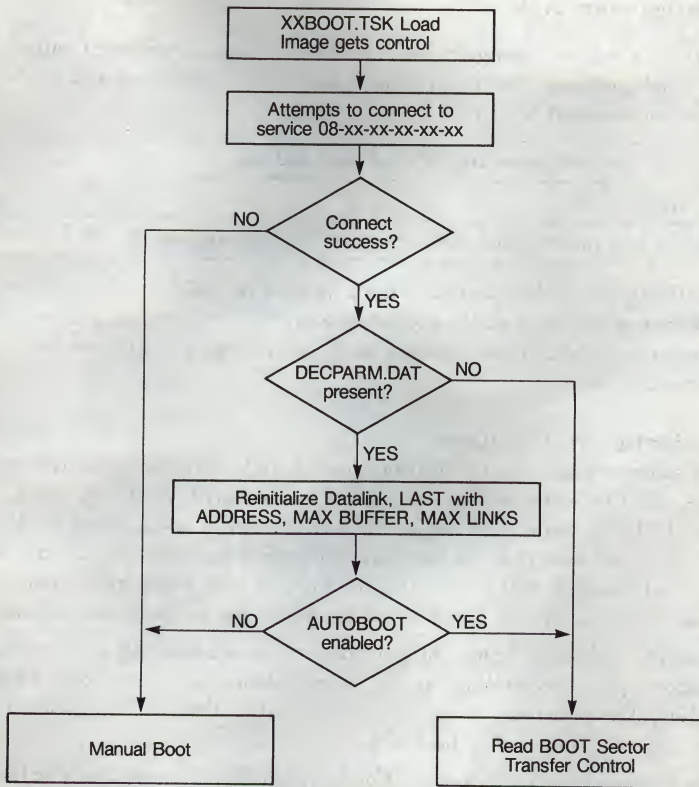 XXBOOT.TSK Load
Image gets control
Attempts to connect to
service 08-xx-xx-xx-xx-xx
NO
Connect
success?
YES
DECPARM.DAT
present?
NO
YES
Reinitialize Datalink, LAST with
ADDRESS, MAX BUFFER, MAX LINKS
NO
AUTOBOOT
enabled?
YES
Manual Boot
Read BOOT Sector
Transfer Control